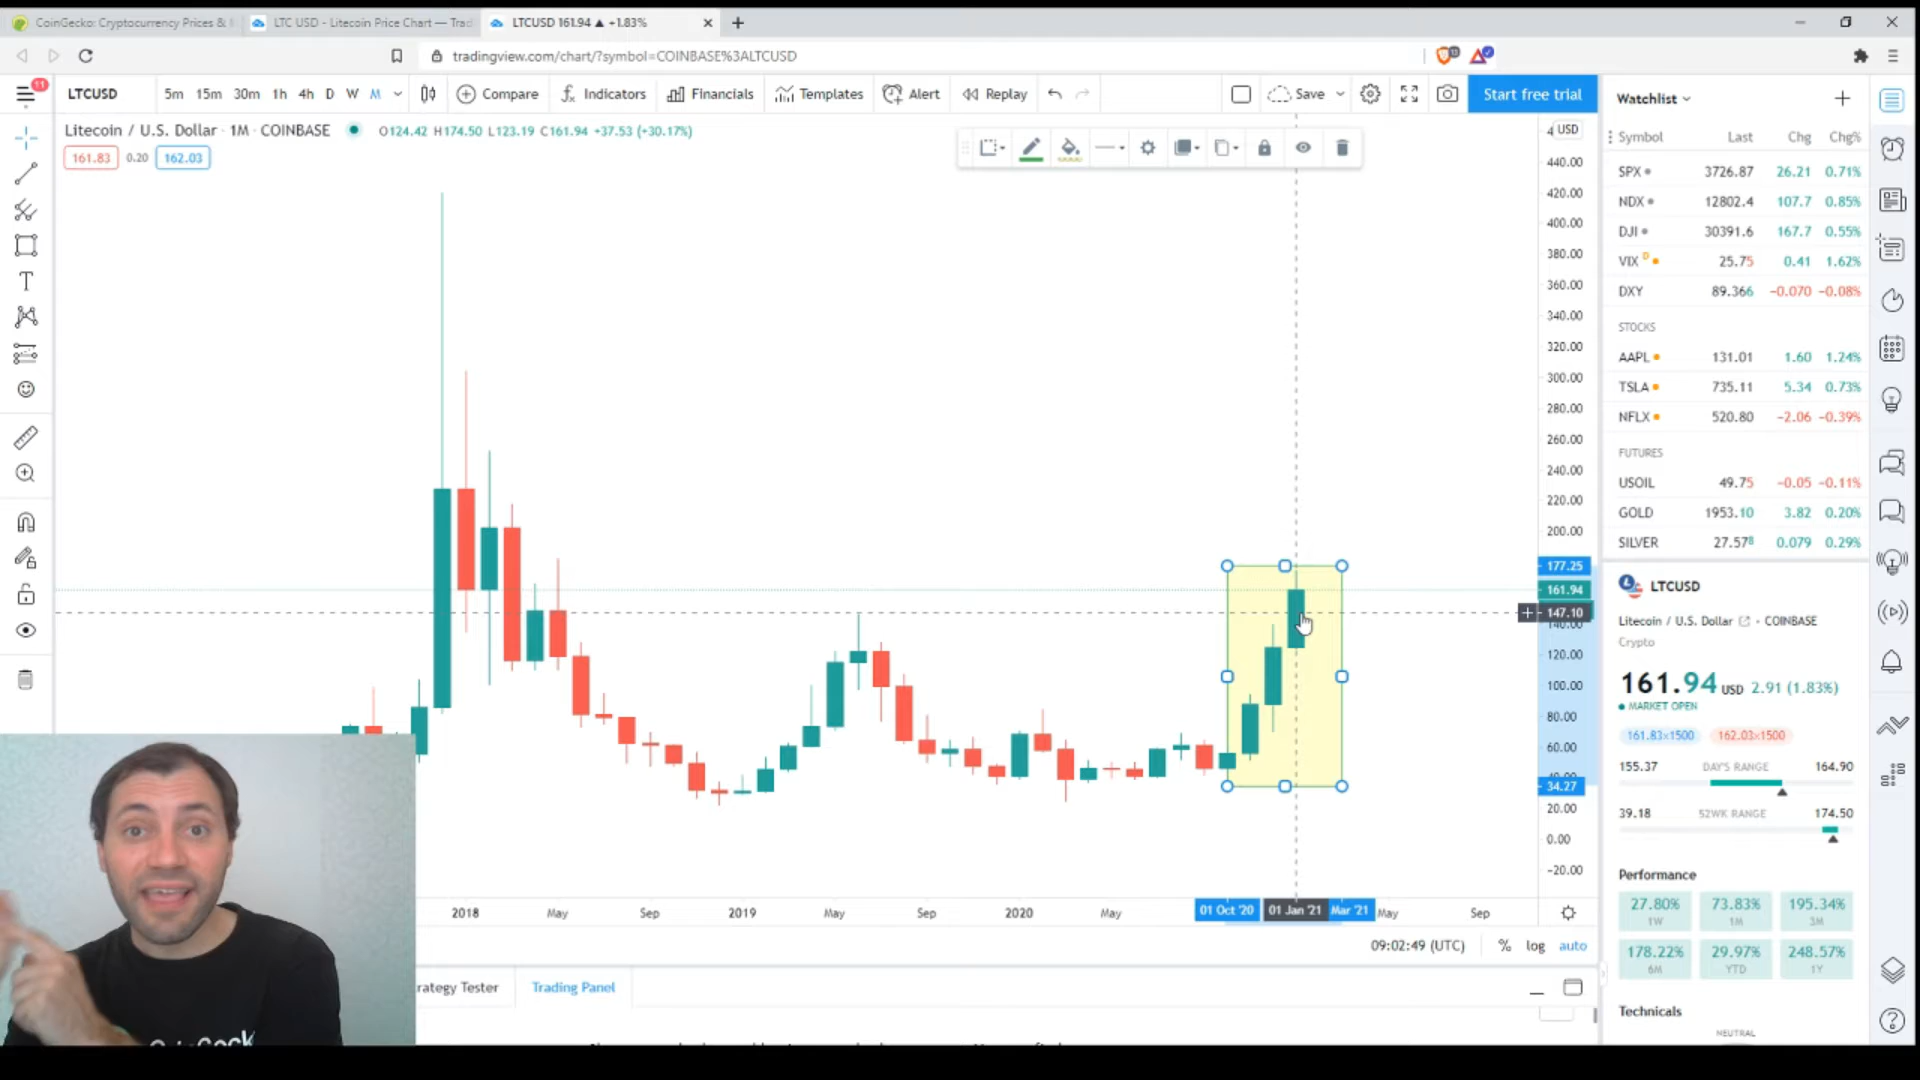 CoinGecko: Cryptocurrency Prices &
LTC USD - Litecoin Price Chart — Trad
LTCUSD 161.94 ▲ +1.83%
tradingview.com/chart/?symbol=COINBASE%3ALTCUSD
11
LTCUSD 5m 15m 30m 1h 4h D W M Compare Indicators Financials Templates Alert Replay Save Start free trial
Litecoin / U.S. Dollar · 1M · COINBASE O124.42 H174.50 L123.19 C161.94 +37.53 (+30.17%)
161.83 0.20 162.03
USD
440.00
420.00
400.00
380.00
360.00
340.00
320.00
300.00
280.00
260.00
240.00
220.00
200.00
177.25
161.94
147.10
140.00
120.00
100.00
80.00
60.00
40.00
34.27
20.00
0.00
-20.00
2018 May Sep 2019 May Sep 2020 May 01 Oct '20 01 Jan '21 Mar '21 May Sep
09:02:49 (UTC) % log auto
rategy Tester Trading Panel
Watchlist
Symbol Last Chg Chg%
SPX 3726.87 26.21 0.71%
NDX 12802.4 107.7 0.85%
DJI 30391.6 167.7 0.55%
VIX D 25.75 0.41 1.62%
DXY 89.366 −0.070 −0.08%
STOCKS
AAPL 131.01 1.60 1.24%
TSLA 735.11 5.34 0.73%
NFLX 520.80 −2.06 −0.39%
FUTURES
USOIL 49.75 −0.05 −0.11%
GOLD 1953.10 3.82 0.20%
SILVER 27.578 0.079 0.29%
LTCUSD
Litecoin / U.S. Dollar • COINBASE
Crypto
161.94 USD 2.91 (1.83%)
MARKET OPEN
161.83×1500 162.03×1500
155.37 DAY'S RANGE 164.90
39.18 52WK RANGE 174.50
Performance
27.80% 73.83% 195.34%
1W 1M 3M
178.22% 29.97% 248.57%
6M YTD 1Y
Technicals
NEUTRAL